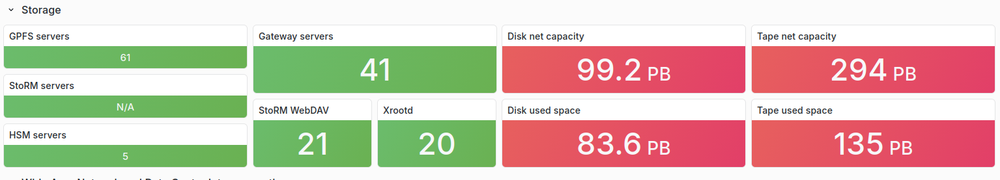 Storage
GPFS servers
61
StoRM servers
N/A
HSM servers
5
Gateway servers
41
StoRM WebDAV
21
Xrootd
20
Disk net capacity
99.2 PB
Disk used space
83.6 PB
Tape net capacity
294 PB
Tape used space
135 PB